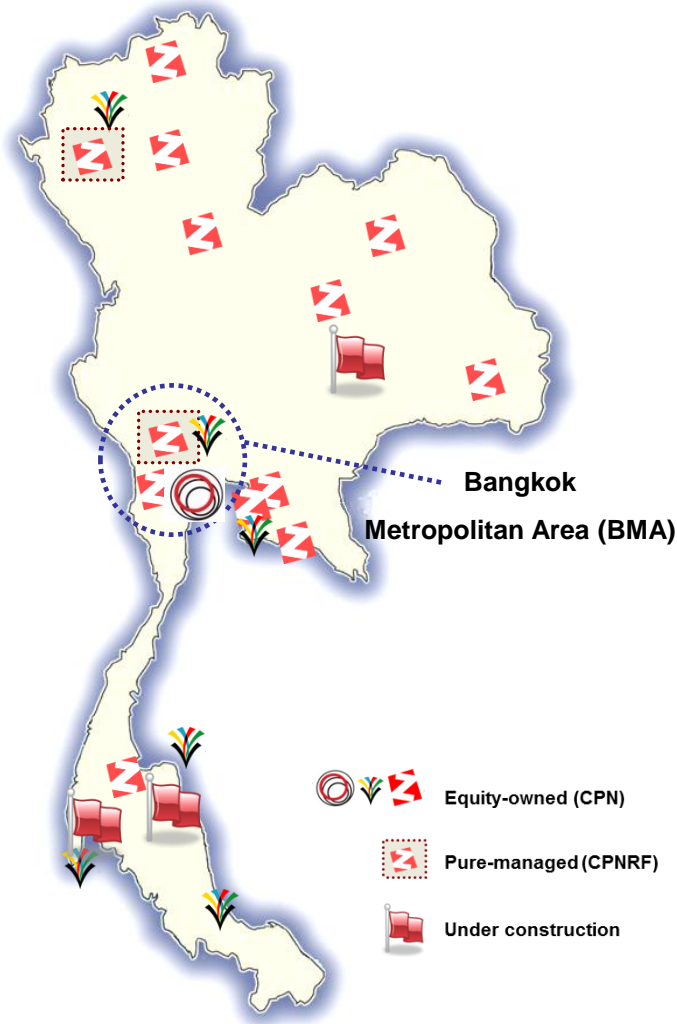 Bangkok
Metropolitan Area (BMA)
Equity-owned (CPN)
Pure-managed (CPNRF)
Under construction